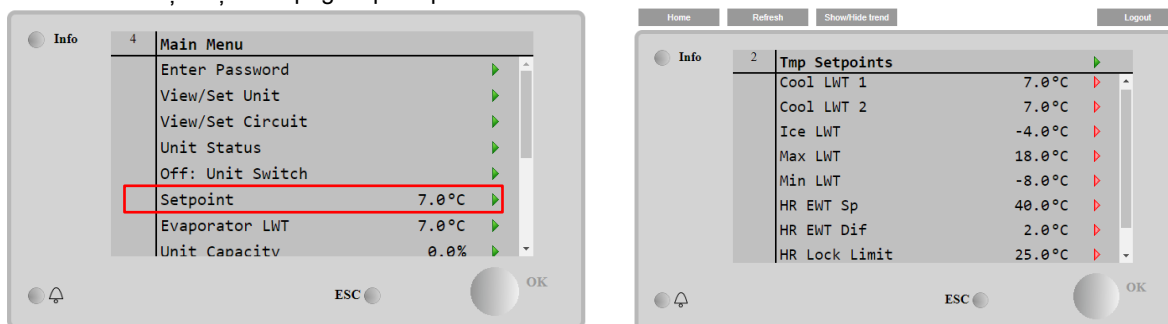 Info
4 Main Menu
Enter Password
View/Set Unit
View/Set Circuit
Unit Status
Off: Unit Switch
Setpoint 7.0°C
Evaporator LWT 7.0°C
Unit Capacity 0.0%
ESC
OK
Home Refresh Show/Hide trend Logout
Info
2 Tmp Setpoints
Cool LWT 1 7.0°C
Cool LWT 2 7.0°C
Ice LWT -4.0°C
Max LWT 18.0°C
Min LWT -8.0°C
HR EWT Sp 40.0°C
HR EWT Dif 2.0°C
HR Lock Limit 25.0°C
ESC
OK